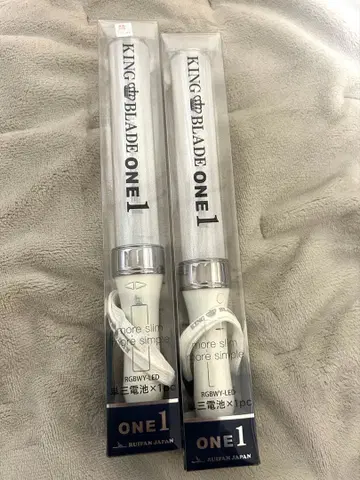 KING BLADE ONE 1
more slim
more simple
RGBWY-LED
単三電池×1pc
ONE 1
RUIFAN JAPAN
KING BLADE ONE 1
more slim
more simple
RGBWY-LED
単三電池×1pc
ONE 1
RUIFAN JAPAN